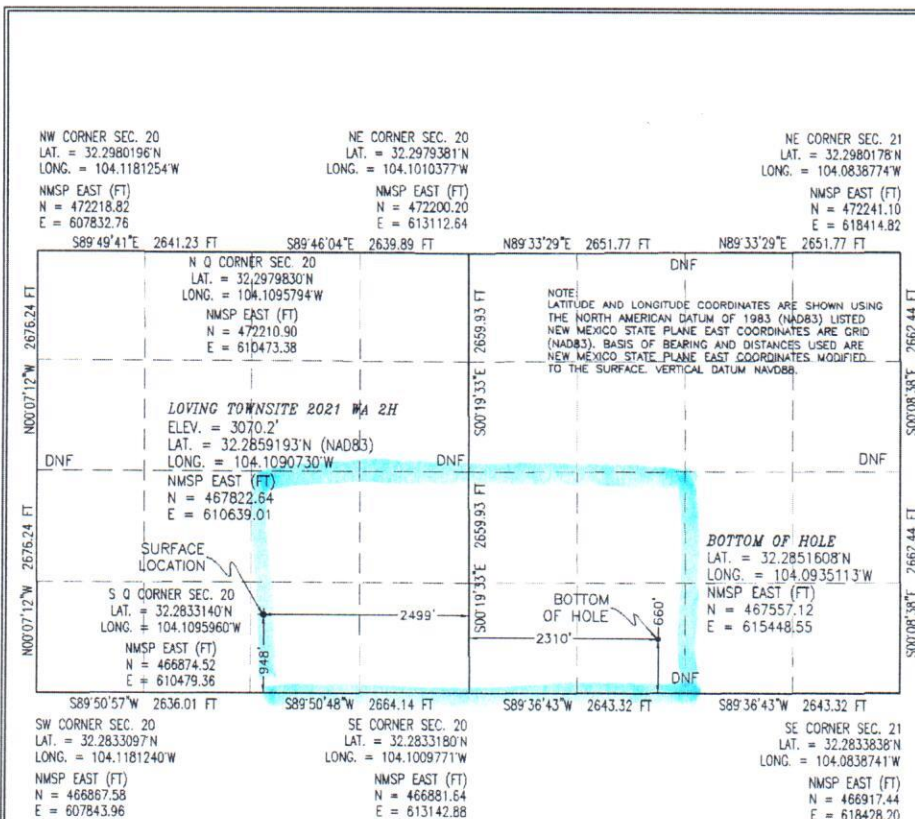 NW CORNER SEC. 20
LAT. = 32.2980196'N
LONG. = 104.1181254'W
NMSP EAST (FT)
N = 472218.82
E = 607832.76
NE CORNER SEC. 20
LAT. = 32.2979381'N
LONG. = 104.1010377'W
NMSP EAST (FT)
N = 472200.20
E = 613112.64
NE CORNER SEC. 21
LAT. = 32.2980178'N
LONG. = 104.0838774'W
NMSP EAST (FT)
N = 472241.10
E = 618414.82
S89°49'41"E 2641.23 FT
S89°46'04"E 2639.89 FT
N89°33'29"E 2651.77 FT
N89°33'29"E 2651.77 FT
N Q CORNER SEC. 20
LAT. = 32.2979830'N
LONG. = 104.1095794'W
NMSP EAST (FT)
N = 472210.90
E = 610473.38
DNF
NOTE:
LATITUDE AND LONGITUDE COORDINATES ARE SHOWN USING
THE NORTH AMERICAN DATUM OF 1983 (NAD83) LISTED
NEW MEXICO STATE PLANE EAST COORDINATES ARE GRID
(NAD83). BASIS OF BEARING AND DISTANCES USED ARE
NEW MEXICO STATE PLANE EAST COORDINATES MODIFIED
TO THE SURFACE. VERTICAL DATUM NAVD88.
N00°07'12"W 2676.24 FT
S00°19'33"E 2659.93 FT
S00°08'38"E 2662.44 FT
LOVING TOWNSITE 2021 WA 2H
ELEV. = 3070.2'
LAT. = 32.2859193'N (NAD83)
LONG. = 104.1090730'W
NMSP EAST (FT)
N = 467822.64
E = 610639.01
DNF
DNF
DNF
N00°07'12"W 2676.24 FT
S00°19'33"E 2659.93 FT
S00°08'38"E 2662.44 FT
SURFACE
LOCATION
BOTTOM OF HOLE
LAT. = 32.2851608'N
LONG. = 104.0935113'W
NMSP EAST (FT)
N = 467557.12
E = 615448.55
S Q CORNER SEC. 20
LAT. = 32.2833140'N
LONG. = 104.1095960'W
NMSP EAST (FT)
N = 466874.52
E = 610479.36
2499'
948'
BOTTOM
OF HOLE
2310'
660'
DNF
S89°50'57"W 2636.01 FT
S89°50'48"W 2664.14 FT
S89°36'43"W 2643.32 FT
S89°36'43"W 2643.32 FT
SW CORNER SEC. 20
LAT. = 32.2833097'N
LONG. = 104.1181240'W
NMSP EAST (FT)
N = 466867.58
E = 607843.96
SE CORNER SEC. 20
LAT. = 32.2833180'N
LONG. = 104.1009771'W
NMSP EAST (FT)
N = 466881.64
E = 613142.88
SE CORNER SEC. 21
LAT. = 32.2833838'N
LONG. = 104.0838741'W
NMSP EAST (FT)
N = 466917.44
E = 618428.20